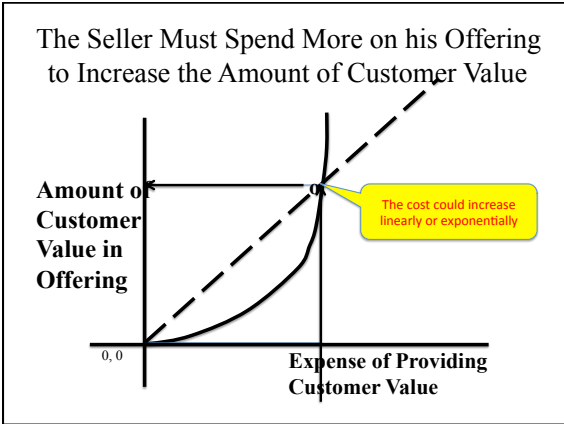 The Seller Must Spend More on his Offering
to Increase the Amount of Customer Value
Amount of
Customer
Value in
Offering
The cost could increase
linearly or exponentially
0, 0
Expense of Providing
Customer Value